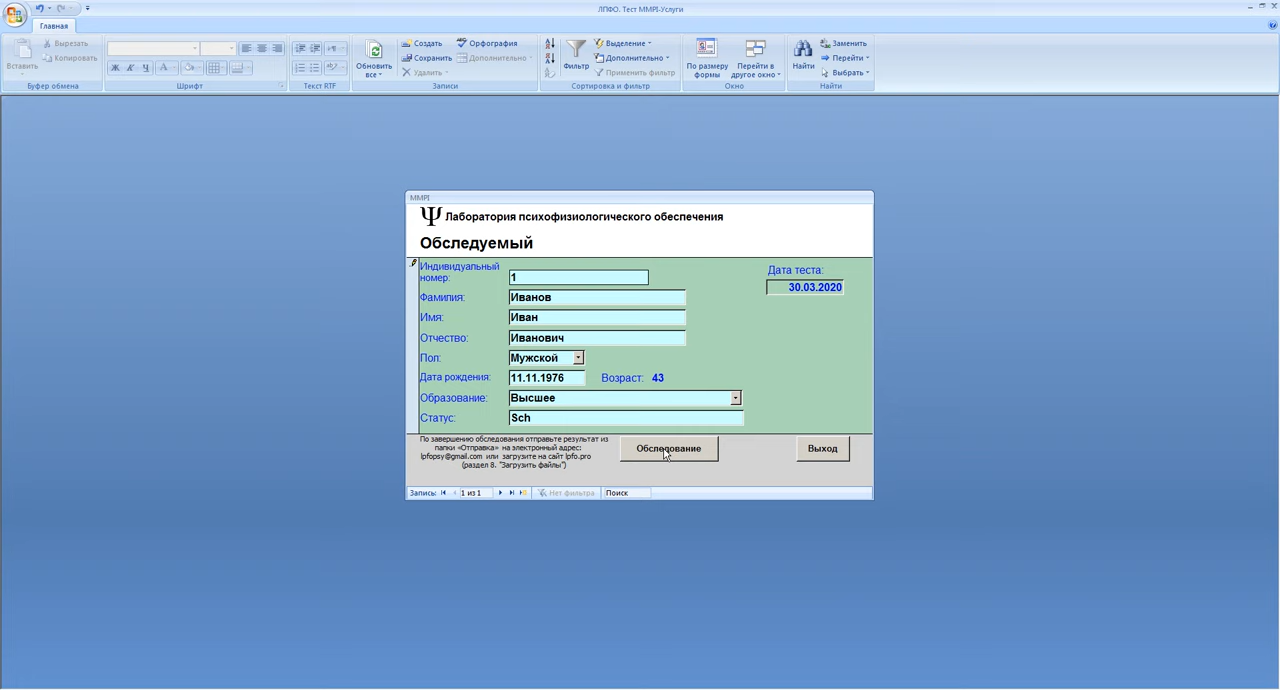 ЛПФО. Тест MMPI-Услуги
Главная
Вставить
Вырезать
Копировать
Буфер обмена
Ж К Ч А
Шрифт
Текст RTF
Обновить
все
Создать
Сохранить
Удалить
Орфография
Дополнительно
Записи
Фильтр
Выделение
Дополнительно
Применить фильтр
Сортировка и фильтр
По размеру
формы
Перейти в
другое окно
Окно
Найти
Заменить
Перейти
Выбрать
Найти
MMPI
Ψ Лаборатория психофизиологического обеспечения
Обследуемый
Индивидуальный
номер:
1
Дата теста:
30.03.2020
Фамилия: Иванов
Имя: Иван
Отчество: Иванович
Пол: Мужской
Дата рождения: 11.11.1976 Возраст: 43
Образование: Высшее
Статус: Sch
По завершению обследования отправьте результат из
папки «Отправка» на электронный адрес:
lpfopsy@gmail.com или загрузите на сайт lpfo.pro
(раздел 8. "Загрузить файлы")
Обследование
Выход
Запись: 1 из 1 Нет фильтра Поиск